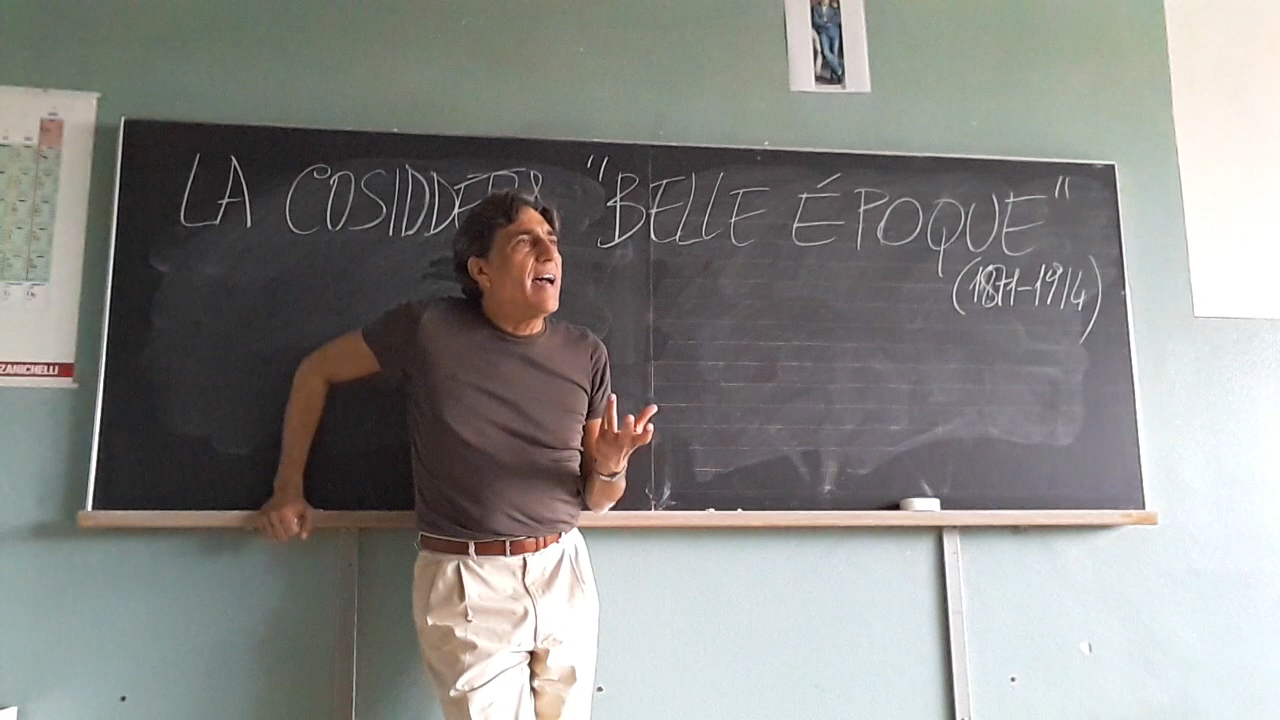 LA COSIDDETTA "BELLE ÉPOQUE"
(1871-1914)
ZANICHELLI